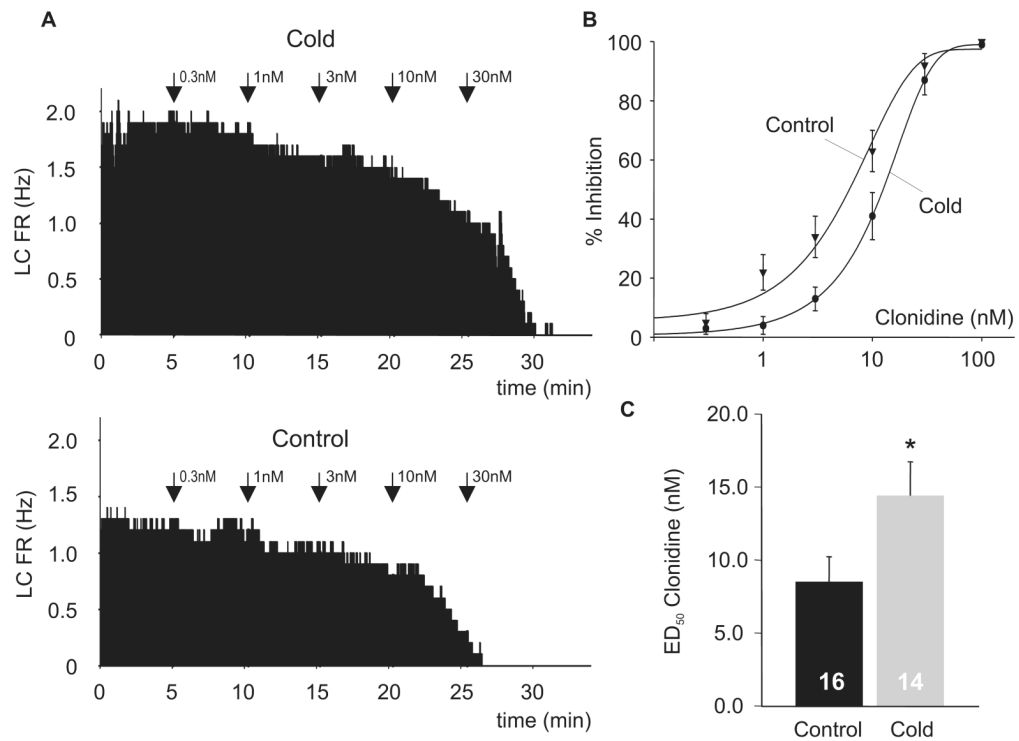 A
Cold
0.3nM 1nM 3nM 10nM 30nM
2.0
1.5
1.0
0.5
0
LC FR (Hz)
0 5 10 15 20 25 30
time (min)
Control
0.3nM 1nM 3nM 10nM 30nM
2.0
1.5
1.0
0.5
0
LC FR (Hz)
0 5 10 15 20 25 30
time (min)
B
100
80
60
40
20
0
% Inhibition
Control
Cold
Clonidine (nM)
1 10 100
C
20.0
15.0
10.0
5.0
0.0
ED50 Clonidine (nM)
*
16 14
Control Cold